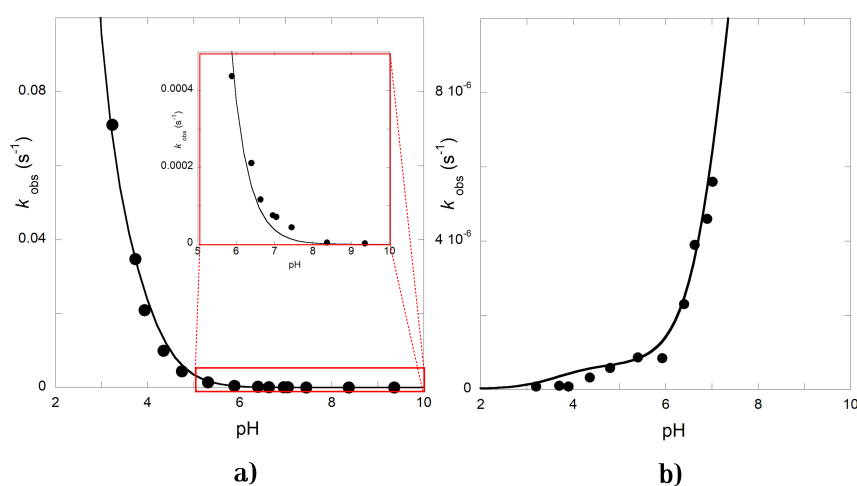 0.08
0.04
0
k obs (s-1)
2 4 6 8 10
pH
0.0004
0.0002
0
k obs (s-1)
5 6 7 8 9 10
pH
a)
8 10-6
4 10-6
0
k obs (s-1)
2 4 6 8 10
pH
b)